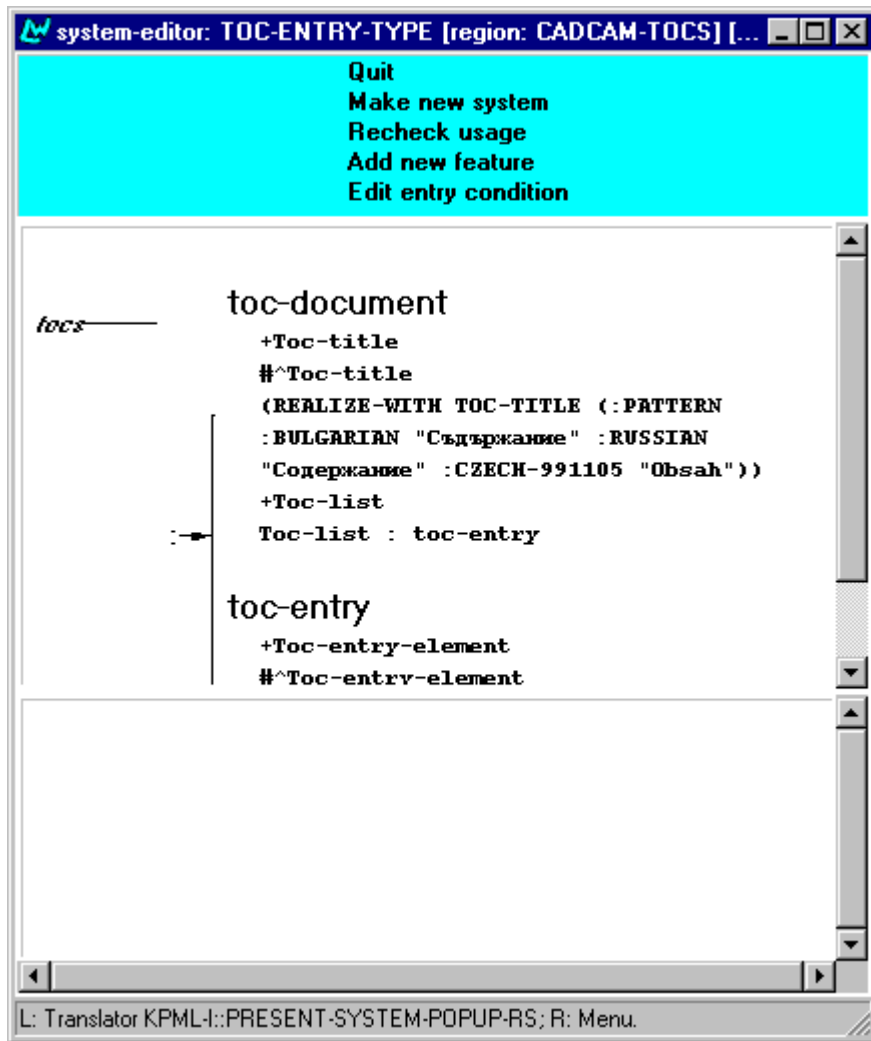 system-editor: TOC-ENTRY-TYPE [region: CADCAM-TOCS] [...
Quit
Make new system
Recheck usage
Add new feature
Edit entry condition
toc-document
tocs
+Toc-title
#^Toc-title
(REALIZE-WITH TOC-TITLE (:PATTERN
:BULGARIAN "Съдържание" :RUSSIAN
"Содержание" :CZECH-991105 "Obsah"))
+Toc-list
:
Toc-list : toc-entry
toc-entry
+Toc-entry-element
#^Toc-entry-element
L: Translator KPML-I::PRESENT-SYSTEM-POPUP-RS; R: Menu.